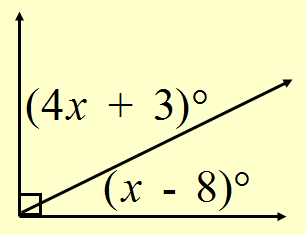 (4x + 3)°
(x - 8)°